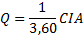 Q = 1/3,60 CIA